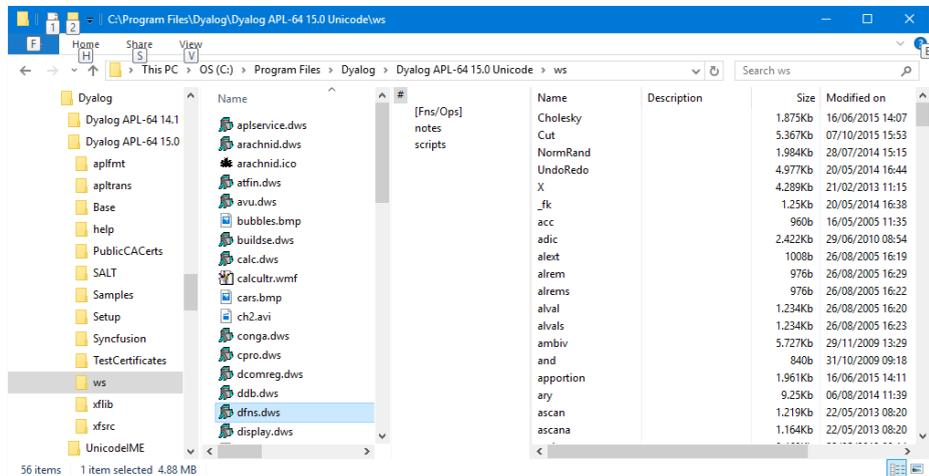 1 2 C:\Program Files\Dyalog\Dyalog APL-64 15.0 Unicode\ws
F Home Share View
H S V E
This PC > OS (C:) > Program Files > Dyalog > Dyalog APL-64 15.0 Unicode > ws Search ws
Dyalog
Dyalog APL-64 14.1
Dyalog APL-64 15.0
aplfmt
apltrans
Base
help
PublicCACerts
SALT
Samples
Setup
Syncfusion
TestCertificates
ws
xflib
xfsrc
UnicodeIME
Name
aplservice.dws
arachnid.dws
arachnid.ico
atfin.dws
avu.dws
bubbles.bmp
buildse.dws
calc.dws
calcultr.wmf
cars.bmp
ch2.avi
conga.dws
cpro.dws
dcomreg.dws
ddb.dws
dfns.dws
display.dws
#
[Fns/Ops]
notes
scripts
Name Description Size Modified on
Cholesky 1.875Kb 16/06/2015 14:07
Cut 5.367Kb 07/10/2015 15:53
NormRand 1.984Kb 28/07/2014 15:15
UndoRedo 4.977Kb 20/05/2014 16:44
X 4.289Kb 21/02/2013 11:15
_fk 1.25Kb 20/05/2014 16:38
acc 960b 16/05/2005 11:35
adic 2.422Kb 29/06/2010 08:54
alext 1008b 26/08/2005 16:19
alrem 976b 26/08/2005 16:29
alrems 976b 26/08/2005 16:22
alval 1.234Kb 26/08/2005 16:20
alvals 1.234Kb 26/08/2005 16:23
ambiv 5.727Kb 29/11/2009 13:29
and 840b 31/10/2009 09:18
apportion 1.961Kb 16/06/2015 14:11
ary 9.25Kb 06/08/2014 11:39
ascan 1.219Kb 22/05/2013 08:20
ascana 1.164Kb 22/05/2013 08:20
56 items 1 item selected 4.88 MB